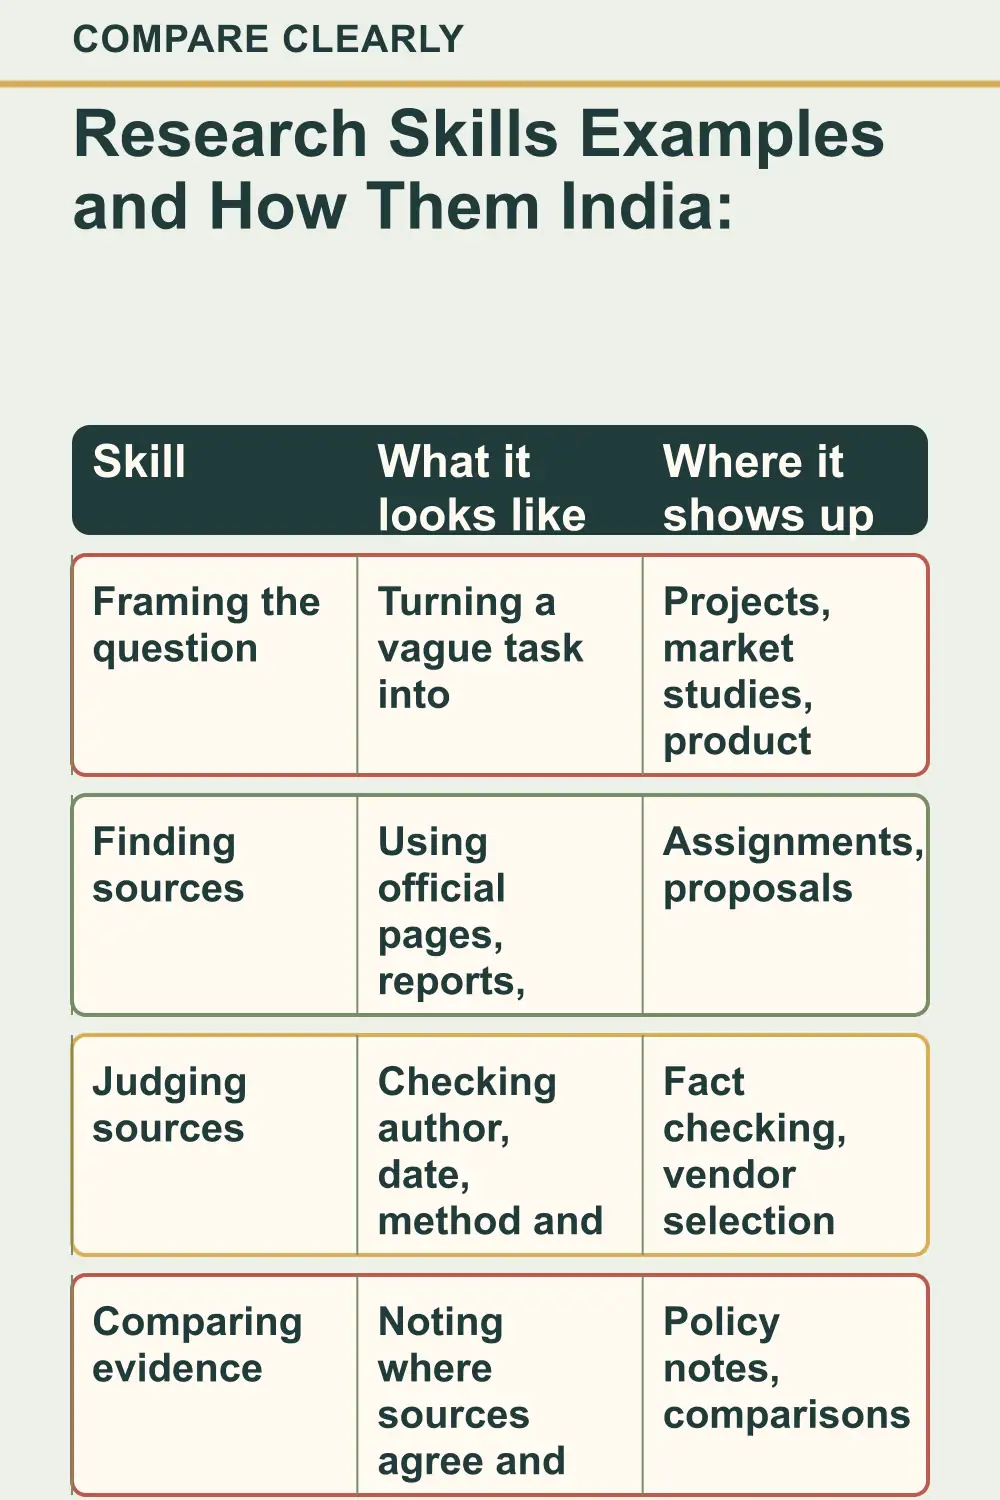 COMPARE CLEARLY
Research Skills Examples
and How Them India:
Skill
What it
looks like
Where it
shows up
Framing the
question
Turning a
vague task
into
Projects,
market
studies,
product
Finding
sources
Using
official
pages,
reports,
Assignments,
proposals
Judging
sources
Checking
author,
date,
method and
Fact
checking,
vendor
selection
Comparing
evidence
Noting
where
sources
agree and
Policy
notes,
comparisons